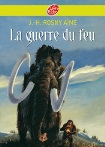 J.-H. ROSNY AÎNÉ
La guerre du feu